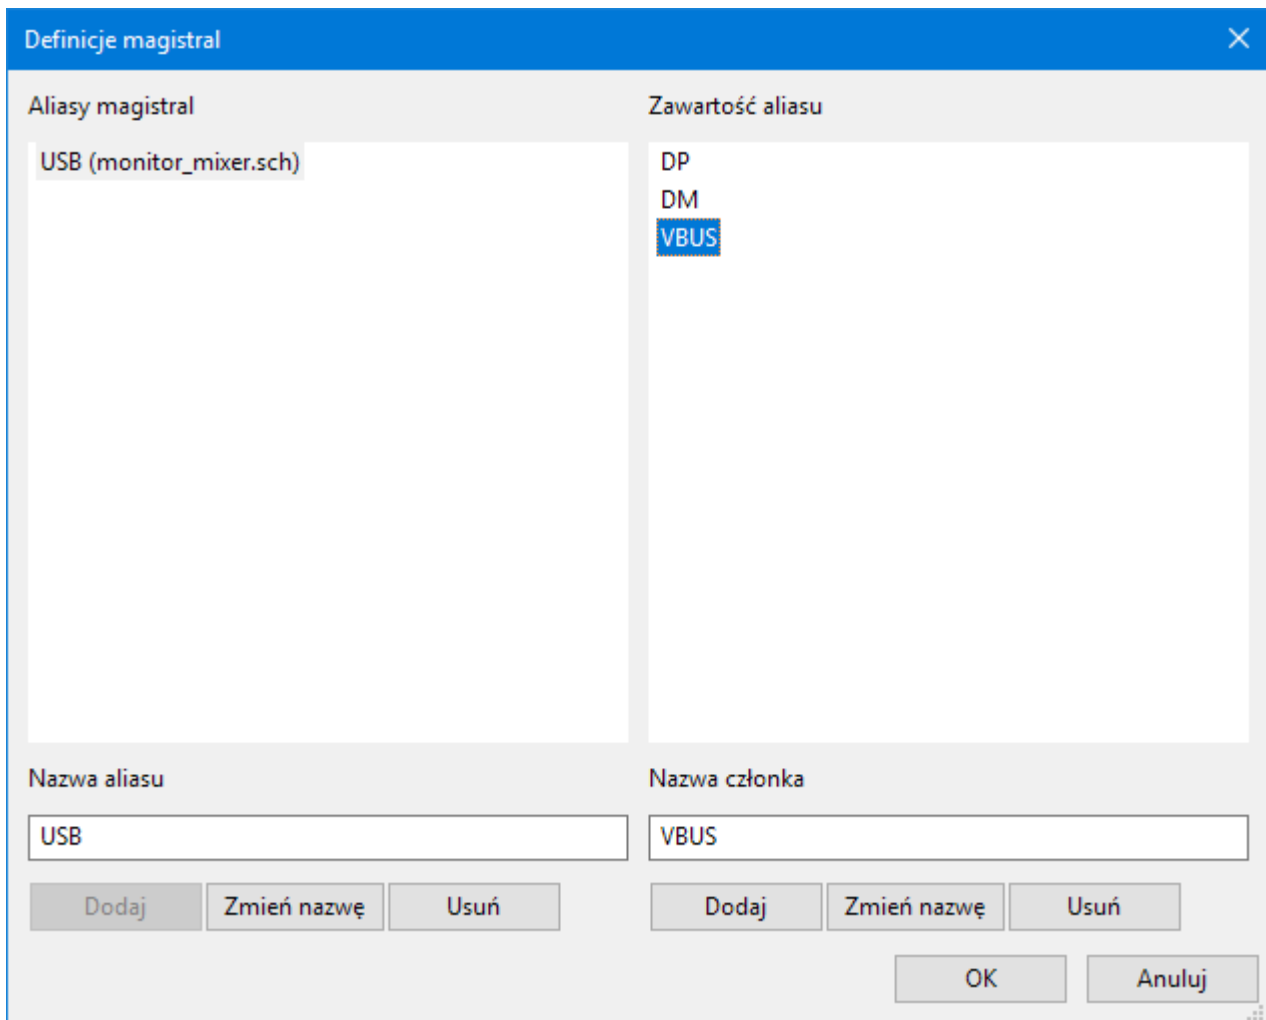 Definicje magistral
Aliasy magistral
USB (monitor_mixer.sch)
Zawartość aliasu
DP
DM
VBUS
Nazwa aliasu
USB
Dodaj Zmień nazwę Usuń
Nazwa członka
VBUS
Dodaj Zmień nazwę Usuń
OK Anuluj